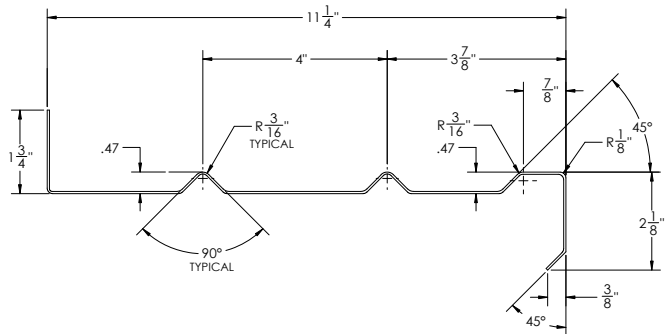 11 1/4"
4"
3 7/8"
7/8"
45°
R 3/16"
TYPICAL
R 3/16"
R 1/8"
1 3/4"
.47
.47
2 1/8"
90°
TYPICAL
3/8"
45°